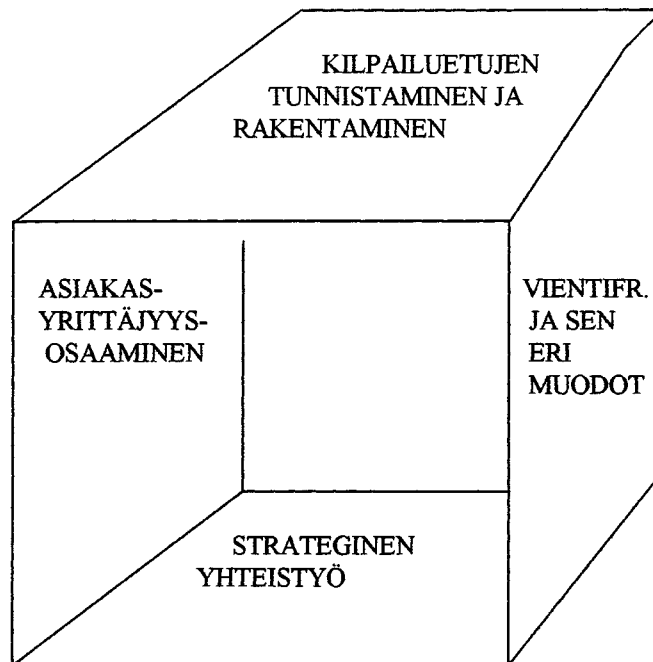 KILPAILUETUJEN
TUNNISTAMINEN JA
RAKENTAMINEN
ASIAKAS-
YRITTÄJYYS-
OSAAMINEN
VIENTIFR.
JA SEN
ERI
MUODOT
STRATEGINEN
YHTEISTYÖ